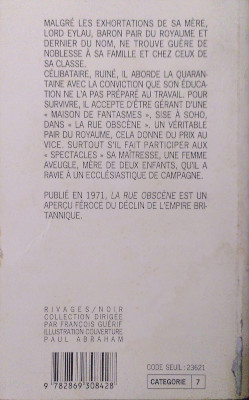 MALGRÉ LES EXHORTATIONS DE SA MÈRE,
LORD EYLAU, BARON PAIR DU ROYAUME ET
DERNIER DU NOM, NE TROUVE GUÈRE DE
NOBLESSE À SA FAMILLE ET CHEZ CEUX DE
SA CLASSE.
CÉLIBATAIRE, RUINÉ, IL ABORDE LA QUARAN-
TAINE AVEC LA CONVICTION QUE SON ÉDUCA-
TION NE L'A PAS PRÉPARÉ AU TRAVAIL. POUR
SURVIVRE, IL ACCEPTE D'ÊTRE GÉRANT D'UNE
« MAISON DE FANTASMES », SISE À SOHO,
DANS « LA RUE OBSCÈNE ». UN VÉRITABLE
PAIR DU ROYAUME, CELA DONNE DU PRIX AU
VICE. SURTOUT S'IL FAIT PARTICIPER AUX
« SPECTACLES » SA MAÎTRESSE, UNE FEMME
AVEUGLE, MÈRE DE DEUX ENFANTS, QU'IL A
RAVIE À UN ECCLÉSIASTIQUE DE CAMPAGNE.
PUBLIÉ EN 1971, LA RUE OBSCÈNE EST UN
APERÇU FÉROCE DU DÉCLIN DE L'EMPIRE BRI-
TANNIQUE.
RIVAGES/NOIR
COLLECTION DIRIGÉE
PAR FRANÇOIS GUÉRIF
ILLUSTRATION COUVERTURE
PAUL ABRAHAM
9 782869 308428
CODE SEUIL : 23621
CATEGORIE 7